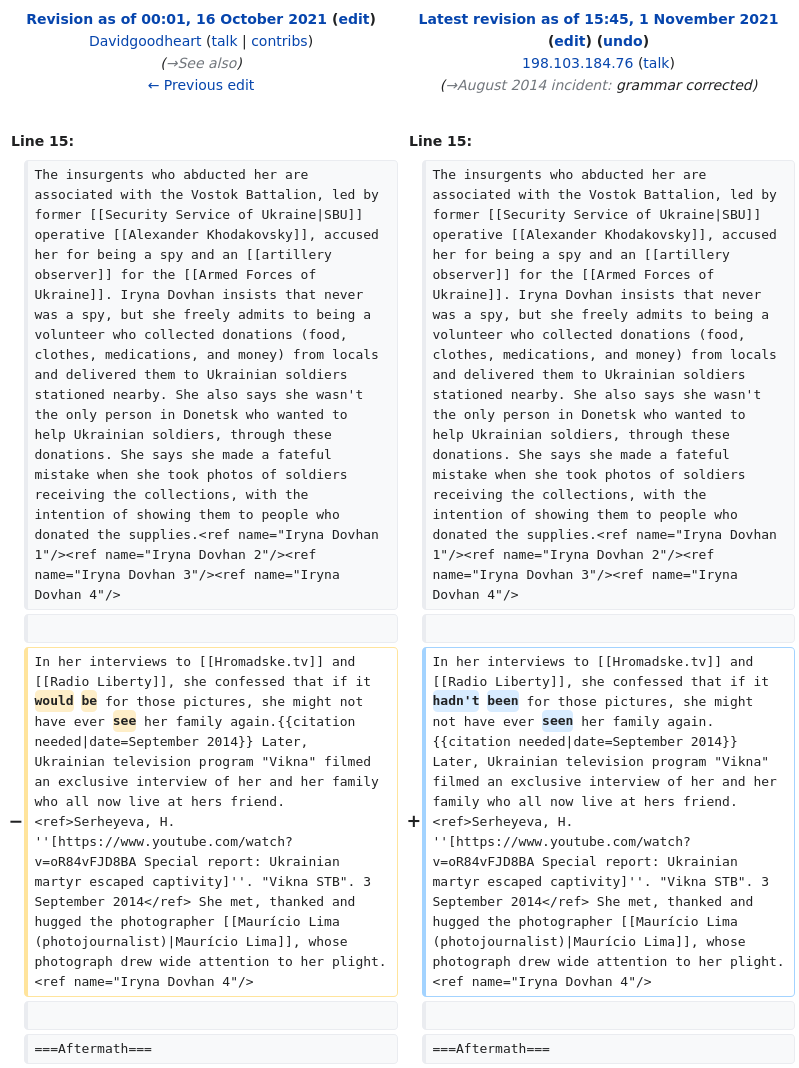 Revision as of 00:01, 16 October 2021 (edit)
Davidgoodheart (talk | contribs)
(→See also)
← Previous edit
Latest revision as of 15:45, 1 November 2021
(edit) (undo)
198.103.184.76 (talk)
(→August 2014 incident: grammar corrected)
Line 15:
The insurgents who abducted her are
associated with the Vostok Battalion, led by
former [[Security Service of Ukraine|SBU]]
operative [[Alexander Khodakovsky]], accused
her for being a spy and an [[artillery
observer]] for the [[Armed Forces of
Ukraine]]. Iryna Dovhan insists that never
was a spy, but she freely admits to being a
volunteer who collected donations (food,
clothes, medications, and money) from locals
and delivered them to Ukrainian soldiers
stationed nearby. She also says she wasn't
the only person in Donetsk who wanted to
help Ukrainian soldiers, through these
donations. She says she made a fateful
mistake when she took photos of soldiers
receiving the collections, with the
intention of showing them to people who
donated the supplies.<ref name="Iryna Dovhan
1"/><ref name="Iryna Dovhan 2"/><ref
name="Iryna Dovhan 3"/><ref name="Iryna
Dovhan 4"/>
−
In her interviews to [[Hromadske.tv]] and
[[Radio Liberty]], she confessed that if it
would be for those pictures, she might not
have ever see her family again.{{citation
needed|date=September 2014}} Later,
Ukrainian television program "Vikna" filmed
an exclusive interview of her and her family
who all now live at hers friend.
<ref>Serheyeva, H.
''[https://www.youtube.com/watch?
v=oR84vFJD8BA Special report: Ukrainian
martyr escaped captivity]''. "Vikna STB". 3
September 2014</ref> She met, thanked and
hugged the photographer [[Maurício Lima
(photojournalist)|Maurício Lima]], whose
photograph drew wide attention to her plight.
<ref name="Iryna Dovhan 4"/>
===Aftermath===
Line 15:
The insurgents who abducted her are
associated with the Vostok Battalion, led by
former [[Security Service of Ukraine|SBU]]
operative [[Alexander Khodakovsky]], accused
her for being a spy and an [[artillery
observer]] for the [[Armed Forces of
Ukraine]]. Iryna Dovhan insists that never
was a spy, but she freely admits to being a
volunteer who collected donations (food,
clothes, medications, and money) from locals
and delivered them to Ukrainian soldiers
stationed nearby. She also says she wasn't
the only person in Donetsk who wanted to
help Ukrainian soldiers, through these
donations. She says she made a fateful
mistake when she took photos of soldiers
receiving the collections, with the
intention of showing them to people who
donated the supplies.<ref name="Iryna Dovhan
1"/><ref name="Iryna Dovhan 2"/><ref
name="Iryna Dovhan 3"/><ref name="Iryna
Dovhan 4"/>
+
In her interviews to [[Hromadske.tv]] and
[[Radio Liberty]], she confessed that if it
hadn't been for those pictures, she might
not have ever seen her family again.
{{citation needed|date=September 2014}}
Later, Ukrainian television program "Vikna"
filmed an exclusive interview of her and her
family who all now live at hers friend.
<ref>Serheyeva, H.
''[https://www.youtube.com/watch?
v=oR84vFJD8BA Special report: Ukrainian
martyr escaped captivity]''. "Vikna STB". 3
September 2014</ref> She met, thanked and
hugged the photographer [[Maurício Lima
(photojournalist)|Maurício Lima]], whose
photograph drew wide attention to her plight.
<ref name="Iryna Dovhan 4"/>
===Aftermath===